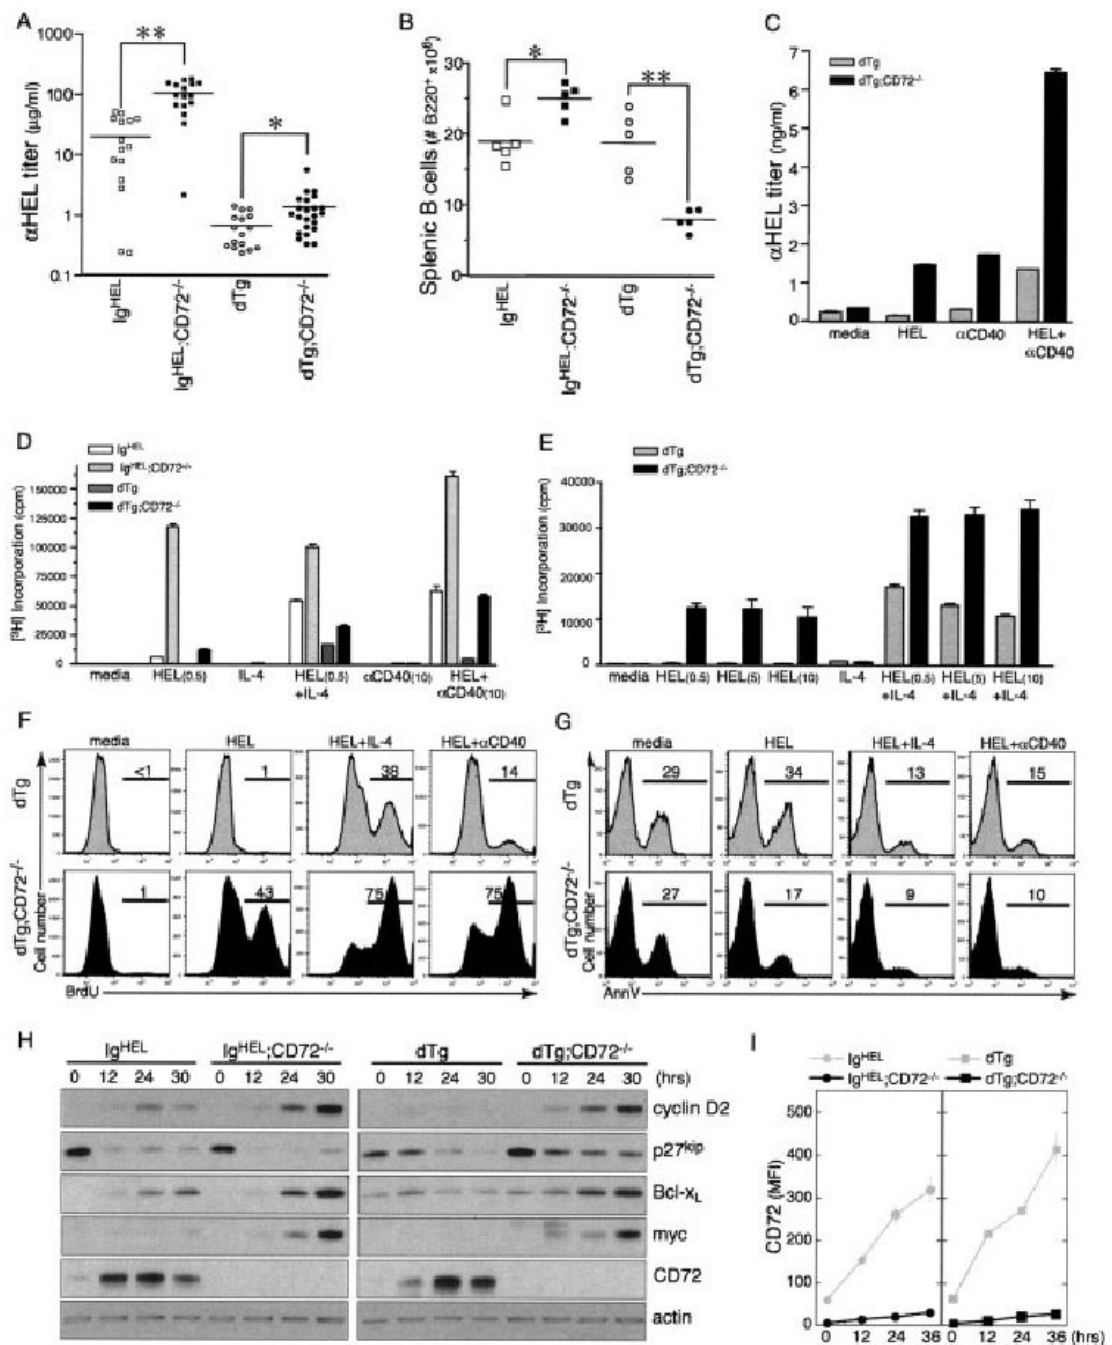 A
1000
100
10
1
0.1
αHEL titer (µg/ml)
**
*
Ig^HEL
Ig^HEL;CD72^-/-
dTg
dTg;CD72^-/-
B
30
20
10
0
Splenic B cells (# B220⁺ x10⁶)
*
**
Ig^HEL
Ig^HEL;CD72^-/-
dTg
dTg;CD72^-/-
C
dTg
dTg;CD72^-/-
7
6
5
4
3
2
1
0
αHEL titer (ng/ml)
media HEL αCD40 HEL+
αCD40
D
Ig^HEL
Ig^HEL;CD72^-/-
dTg
dTg;CD72^-/-
150000
125000
100000
75000
50000
25000
0
[³H] Incorporation (cpm)
media HEL(0.5) IL-4 HEL(0.5) αCD40(10) HEL+
+IL-4 αCD40(10)
E
dTg
dTg;CD72^-/-
40000
30000
20000
10000
0
[³H] Incorporation (cpm)
media HEL(0.5) HEL(5) HEL(10) IL-4 HEL(0.5) HEL(5) HEL(10)
+IL-4 +IL-4 +IL-4
F
media HEL HEL+IL-4 HEL+αCD40
dTg
<1 1 38 14
dTg;CD72^-/-
Cell number
1 43 75 75
BrdU
G
media HEL HEL+IL-4 HEL+αCD40
dTg
29 34 13 15
dTg;CD72^-/-
Cell number
27 17 9 10
AnnV
H
Ig^HEL Ig^HEL;CD72^-/- dTg dTg;CD72^-/-
0 12 24 30 0 12 24 30 0 12 24 30 0 12 24 30 (hrs)
cyclin D2
p27^kip
Bcl-x_L
myc
CD72
actin
I
Ig^HEL dTg
Ig^HEL;CD72^-/- dTg;CD72^-/-
500
400
300
200
100
0
CD72 (MFI)
0 12 24 36 0 12 24 36 (hrs)